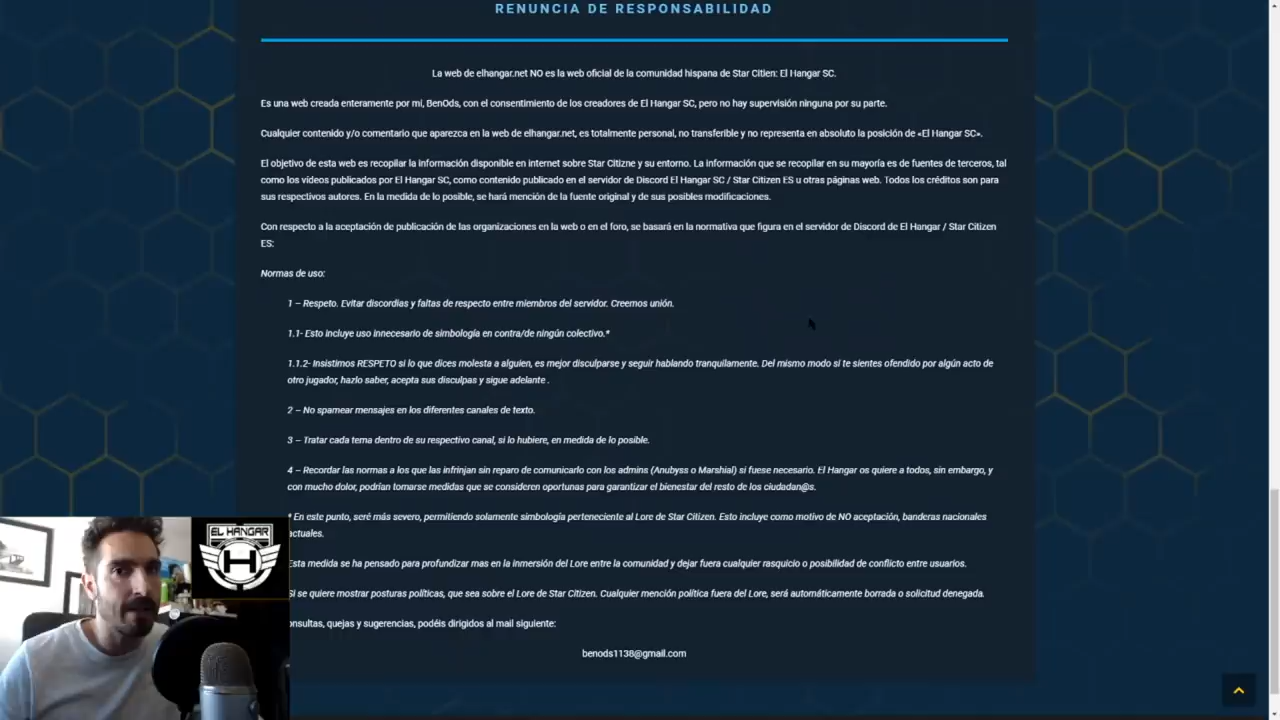 RENUNCIA DE RESPONSABILIDAD
La web de elhangar.net NO es la web oficial de la comunidad hispana de Star Citien: El Hangar SC.
Es una web creada enteramente por mí, BenOds, con el consentimiento de los creadores de El Hangar SC, pero no hay supervisión ninguna por su parte.
Cualquier contenido y/o comentario que aparezca en la web de elhangar.net, es totalmente personal, no transferible y no representa en absoluto la posición de «El Hangar SC».
El objetivo de esta web es recopilar la información disponible en internet sobre Star Citizne y su entorno. La información que se recopilar en su mayoría es de fuentes de terceros, tal
como los vídeos publicados por El Hangar SC, como contenido publicado en el servidor de Discord El Hangar SC / Star Citizen ES u otras páginas web. Todos los créditos son para
sus respectivos autores. En la medida de lo posible, se hará mención de la fuente original y de sus posibles modificaciones.
Con respecto a la aceptación de publicación de las organizaciones en la web o en el foro, se basará en la normativa que figura en el servidor de Discord de El Hangar / Star Citizen
ES:
Normas de uso:
1 – Respeto. Evitar discordias y faltas de respecto entre miembros del servidor. Creemos unión.
1.1- Esto incluye uso innecesario de simbología en contra/de ningún colectivo.*
1.1.2- Insistimos RESPETO si lo que dices molesta a alguien, es mejor disculparse y seguir hablando tranquilamente. Del mismo modo si te sientes ofendido por algún acto de
otro jugador, hazlo saber, acepta sus disculpas y sigue adelante .
2 – No spamear mensajes en los diferentes canales de texto.
3 – Tratar cada tema dentro de su respectivo canal, si lo hubiere, en medida de lo posible.
4 – Recordar las normas a los que las infrinjan sin reparo de comunicarlo con los admins (Anubyss o Marshial) si fuese necesario. El Hangar os quiere a todos, sin embargo, y
con mucho dolor, podrían tomarse medidas que se consideren oportunas para garantizar el bienestar del resto de los ciudadan@s.
* En este punto, seré más severo, permitiendo solamente simbología perteneciente al Lore de Star Citizen. Esto incluye como motivo de NO aceptación, banderas nacionales
actuales.
Esta medida se ha pensado para profundizar mas en la inmersión del Lore entre la comunidad y dejar fuera cualquier rasquicio o posibilidad de conflicto entre usuarios.
Si se quiere mostrar posturas políticas, que sea sobre el Lore de Star Citizen. Cualquier mención política fuera del Lore, será automáticamente borrada o solicitud denegada.
onsultas, quejas y sugerencias, podéis dirigidos al mail siguiente:
benods1138@gmail.com
EL HANGAR
H